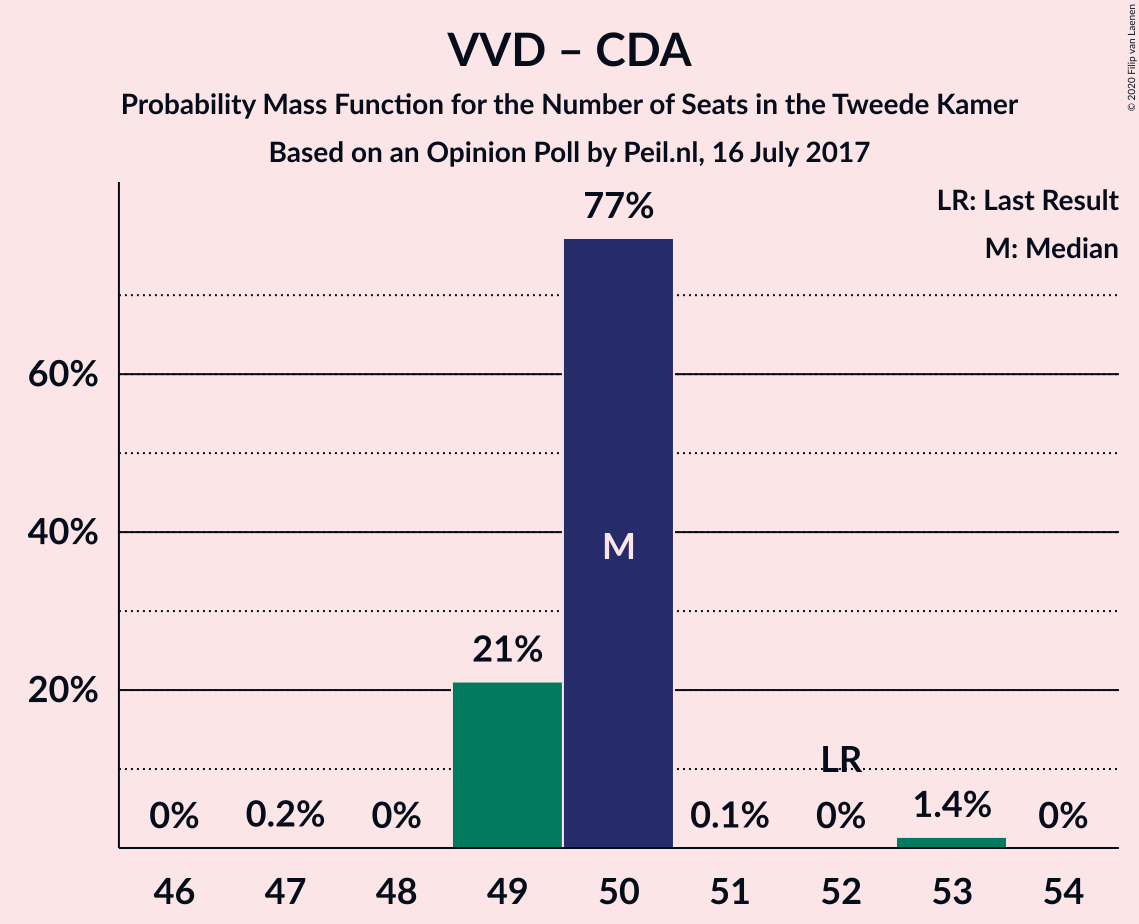 VVD – CDA
Probability Mass Function for the Number of Seats in the Tweede Kamer
Based on an Opinion Poll by Peil.nl, 16 July 2017
© 2020 Filip van Laenen
LR: Last Result
M: Median
77%
60%
40%
M
21%
20%
LR
0%
0.2%
0%
0.1%
0%
1.4%
0%
46
47
48
49
50
51
52
53
54